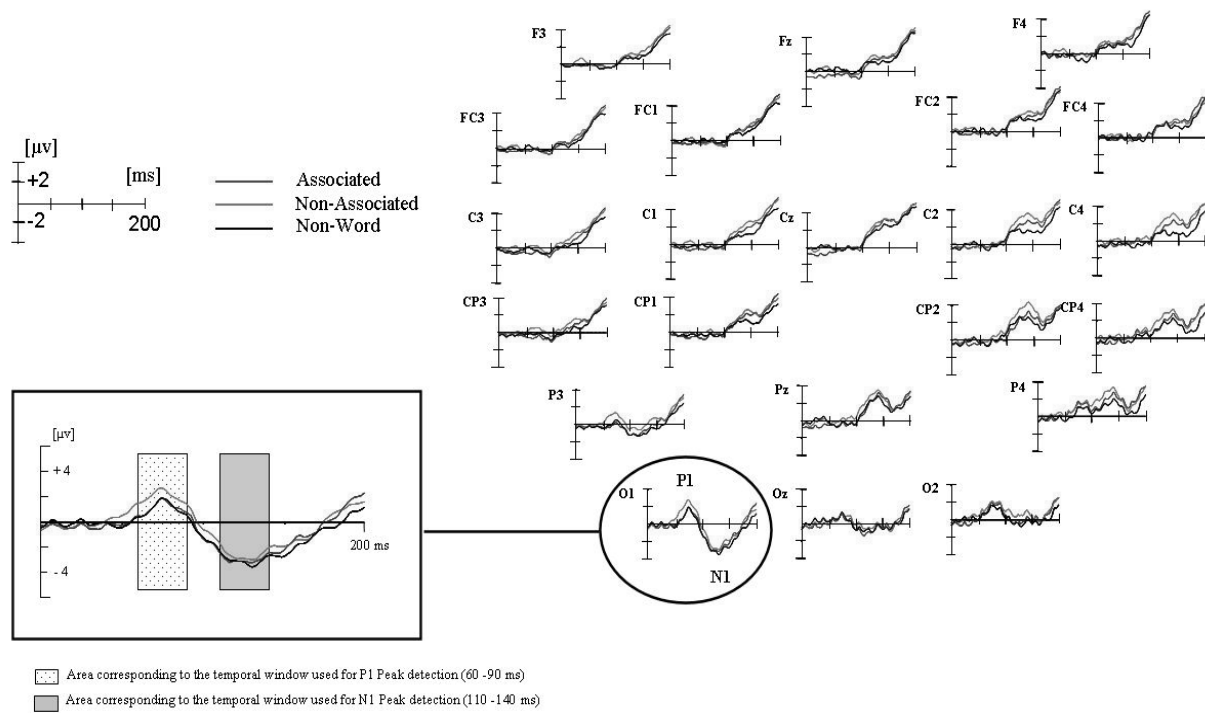 F3
Fz
F4
FC3
FC1
FC2
FC4
[µv]
+2
-2
[ms]
200
Associated
Non-Associated
Non-Word
C3
C1
Cz
C2
C4
CP3
CP1
CP2
CP4
P3
Pz
P4
[µv]
+4
- 4
200 ms
O1
P1
N1
Oz
O2
Area corresponding to the temporal window used for P1 Peak detection (60 -90 ms)
Area corresponding to the temporal window used for N1 Peak detection (110 -140 ms)